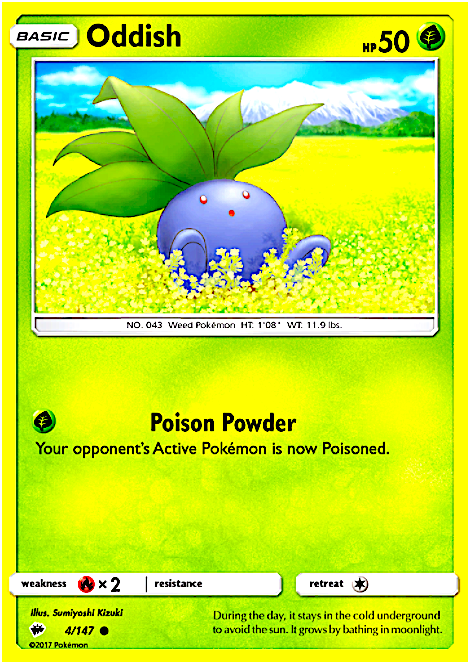 BASIC Oddish HP 50
NO. 043 Weed Pokémon HT. 1'08" WT. 11.9 lbs.
Poison Powder
Your opponent's Active Pokémon is now Poisoned.
weakness × 2 resistance retreat
Illus. Sumiyoshi Kizuki
4/147
©2017 Pokémon
During the day, it stays in the cold underground
to avoid the sun. It grows by bathing in moonlight.